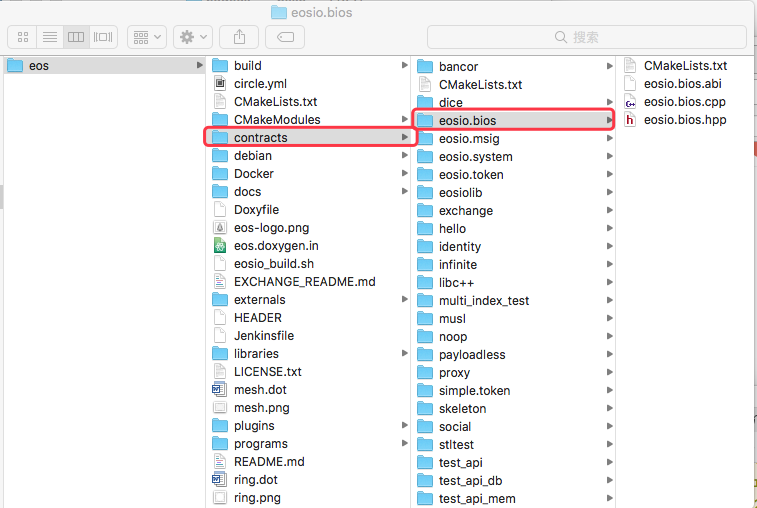 eosio.bios
搜索
eos
build
circle.yml
CMakeLists.txt
CMakeModules
contracts
debian
Docker
docs
Doxyfile
eos-logo.png
eos.doxygen.in
eosio_build.sh
EXCHANGE_README.md
externals
HEADER
Jenkinsfile
libraries
LICENSE.txt
mesh.dot
mesh.png
plugins
programs
README.md
ring.dot
ring.png
bancor
CMakeLists.txt
dice
eosio.bios
eosio.msig
eosio.system
eosio.token
eosiolib
exchange
hello
identity
infinite
libc++
multi_index_test
musl
noop
payloadless
proxy
simple.token
skeleton
social
stltest
test_api
test_api_db
test_api_mem
CMakeLists.txt
eosio.bios.abi
eosio.bios.cpp
eosio.bios.hpp